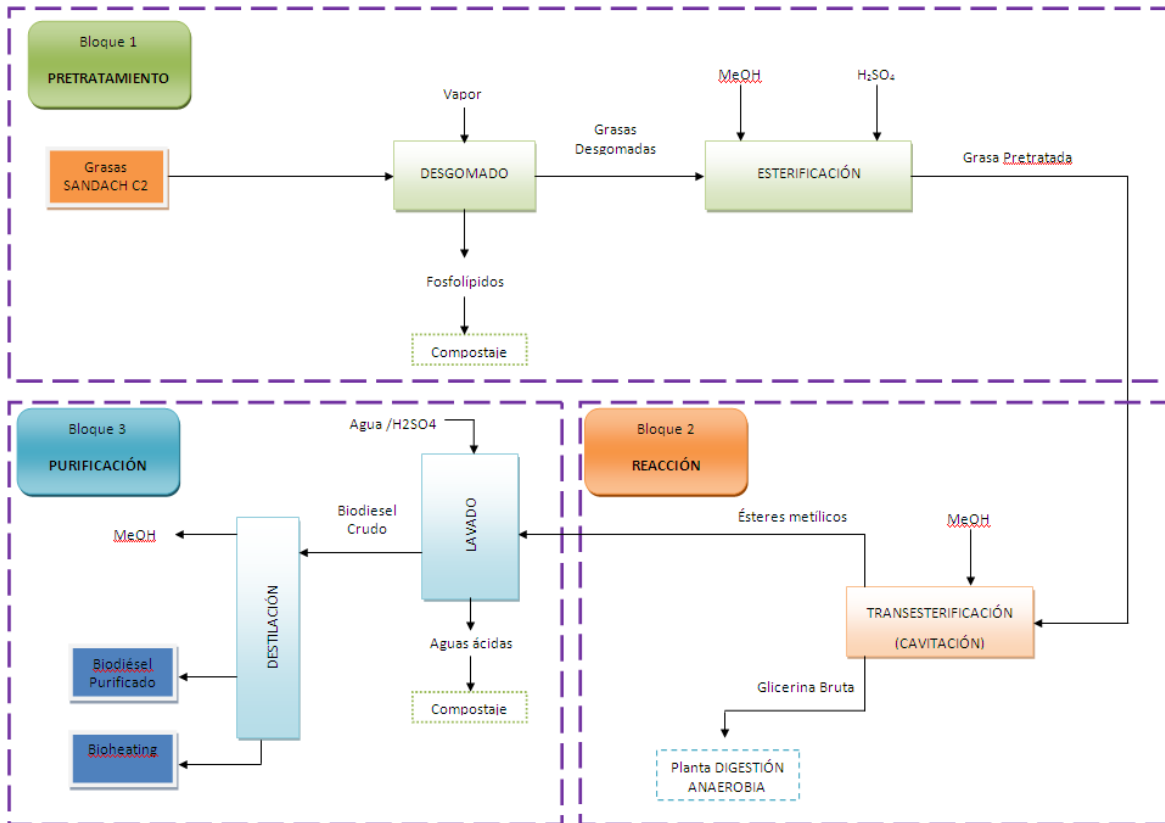 Bloque 1
PRETRATAMIENTO
MeOH
H₂SO₄
Vapor
Grasas
Desgomadas
Grasa Pretratada
Grasas
SANDACH C2
DESGOMADO
ESTERIFICACIÓN
Fosfolípidos
Compostaje
Bloque 3
PURIFICACIÓN
Agua /H2SO4
LAVADO
Biodiesel
Crudo
MeOH
DESTILACIÓN
Aguas ácidas
Compostaje
Biodiésel
Purificado
Bioheating
Bloque 2
REACCIÓN
Ésteres metílicos
MeOH
TRANSESTERIFICACIÓN
(CAVITACIÓN)
Glicerina Bruta
Planta DIGESTIÓN
ANAEROBIA